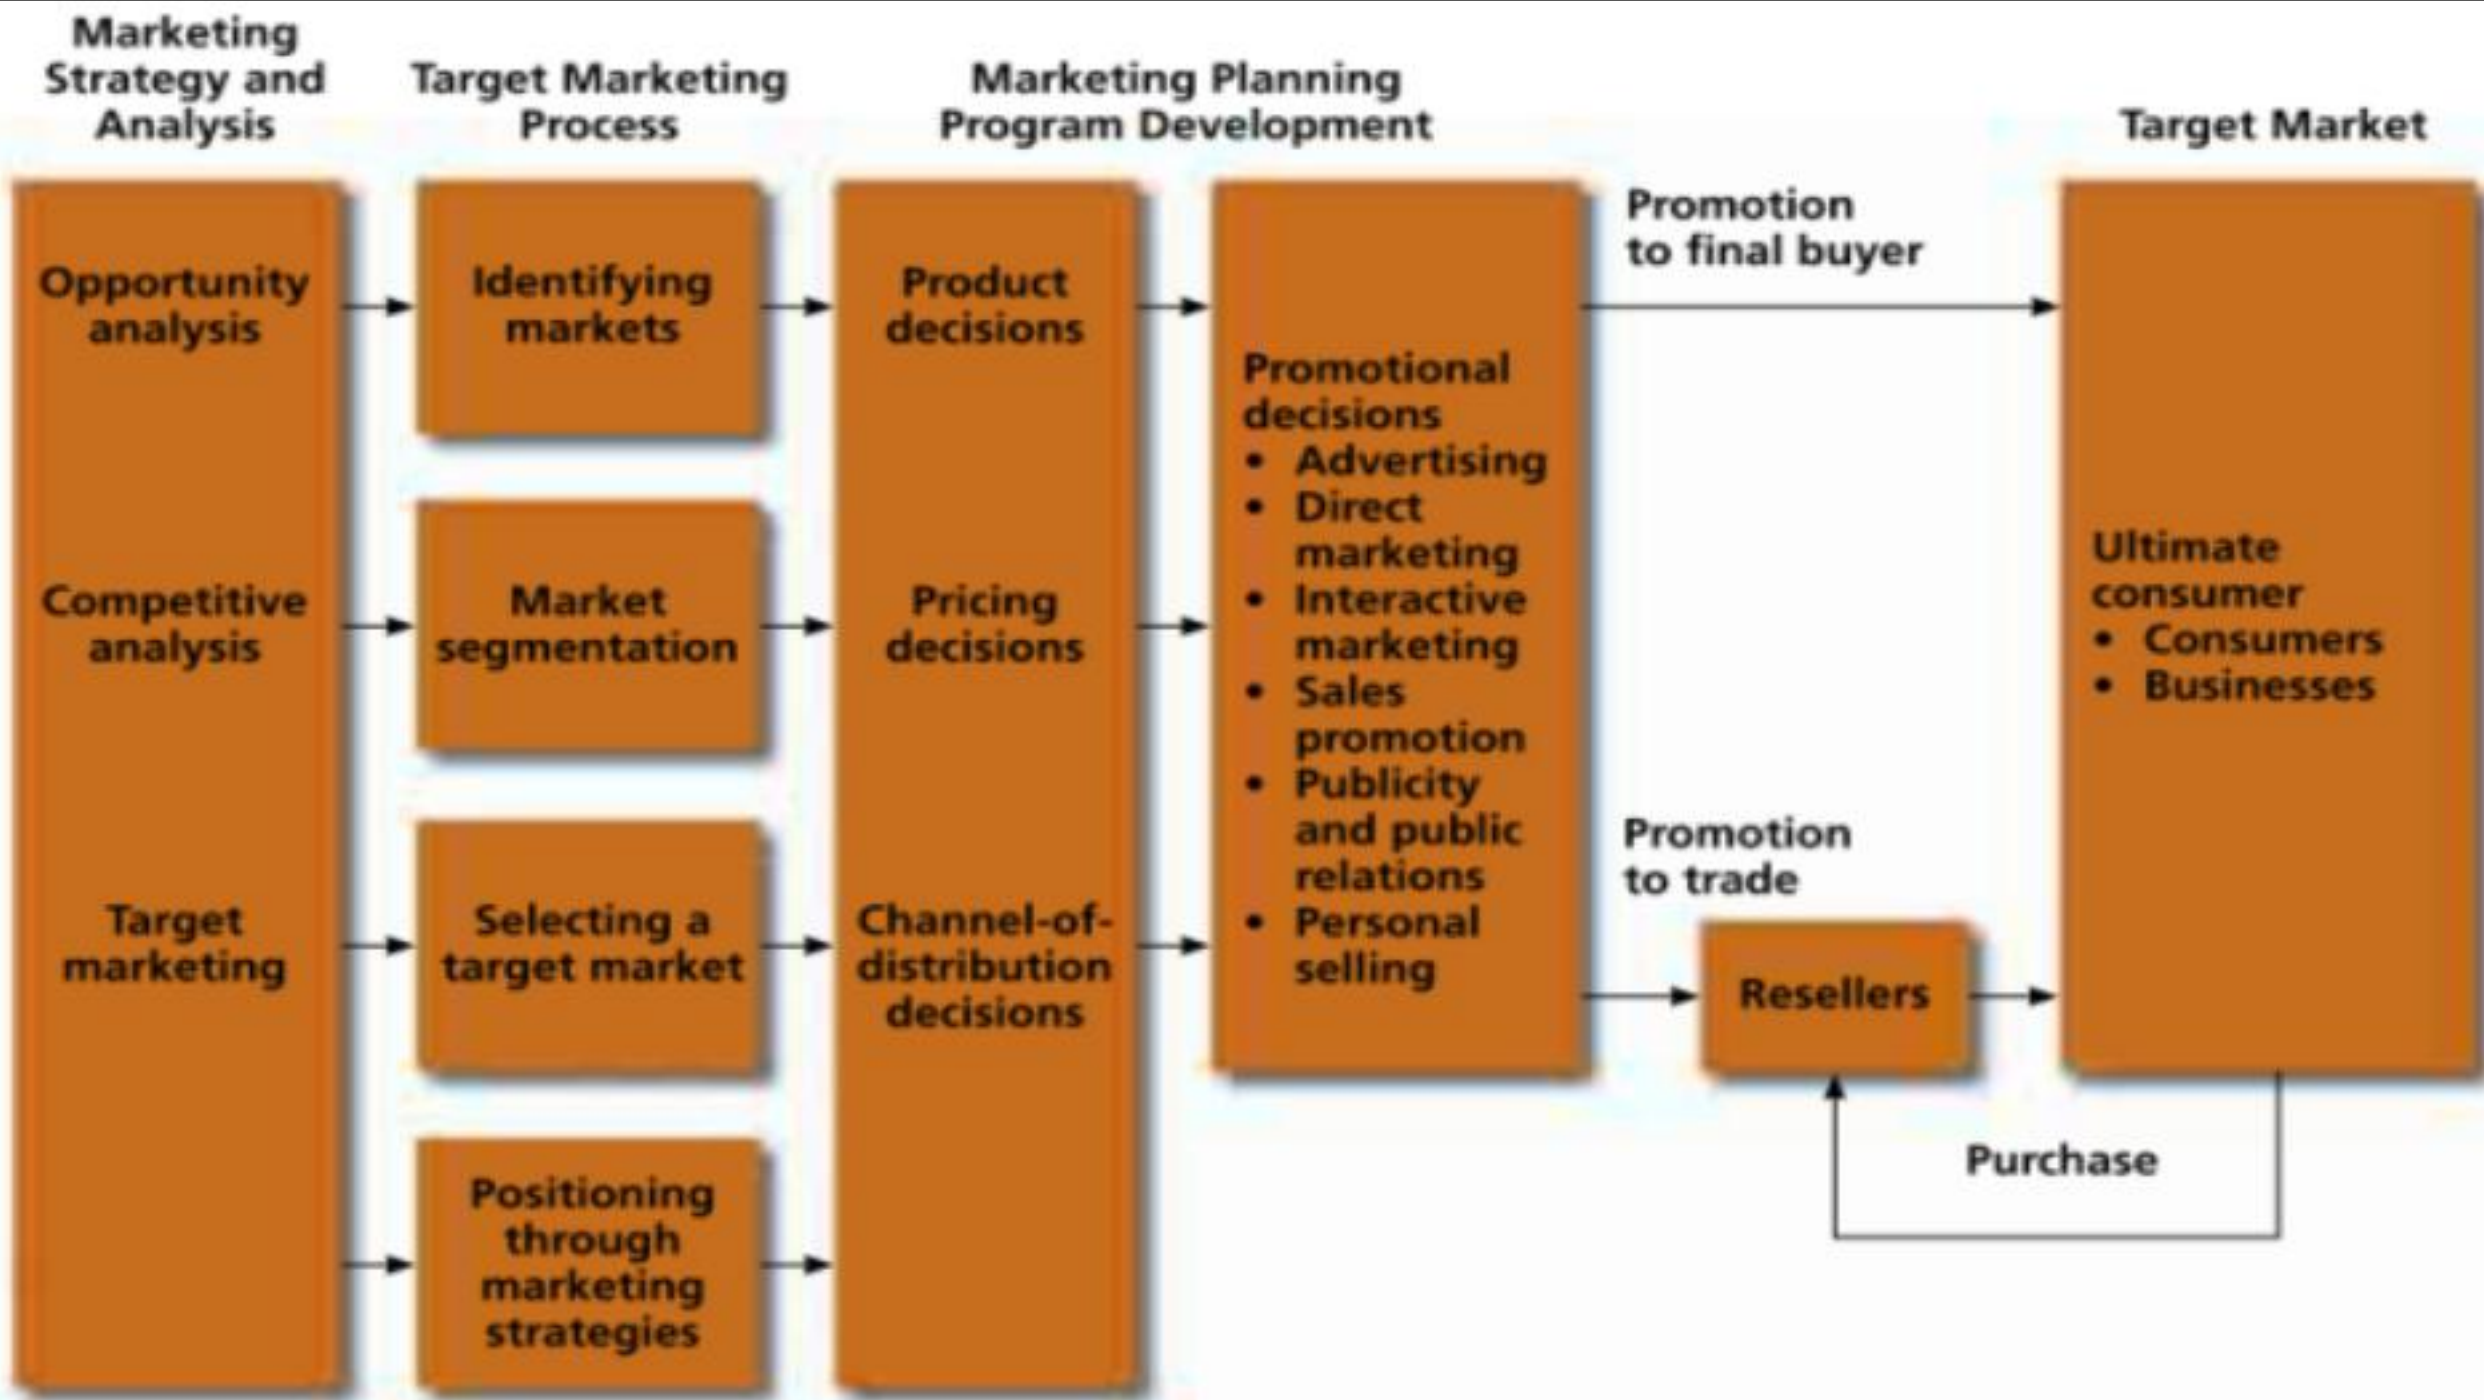 Marketing
Strategy and
Analysis
Target Marketing
Process
Marketing Planning
Program Development
Target Market
Opportunity
analysis
Competitive
analysis
Target
marketing
Identifying
markets
Market
segmentation
Selecting a
target market
Positioning
through
marketing
strategies
Product
decisions
Pricing
decisions
Channel-of-
distribution
decisions
Promotional
decisions
• Advertising
• Direct
marketing
• Interactive
marketing
• Sales
promotion
• Publicity
and public
relations
• Personal
selling
Promotion
to final buyer
Promotion
to trade
Resellers
Ultimate
consumer
• Consumers
• Businesses
Purchase